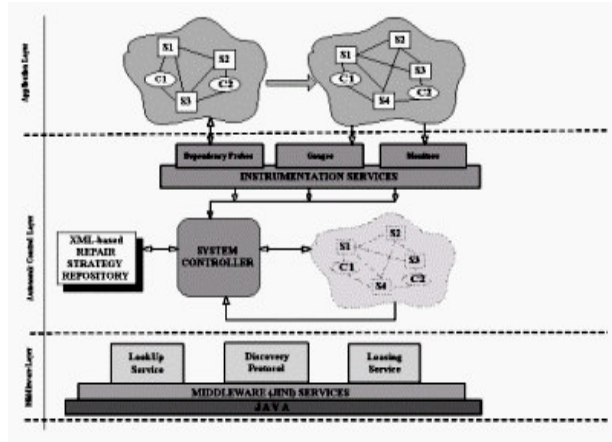 Application Layer
S1
S2
C1
C2
S3
S1
S2
S3
C1
C2
S4
Autonomic Control Layer
Dependency Probes
Gauges
Monitors
INSTRUMENTATION SERVICES
XML-based
REPAIR
STRATEGY
REPOSITORY
SYSTEM
CONTROLLER
S1
S2
S3
C1
C2
S4
Middleware Layer
LookUp
Service
Discovery
Protocol
Leasing
Service
MIDDLEWARE (JINI) SERVICES
JAVA